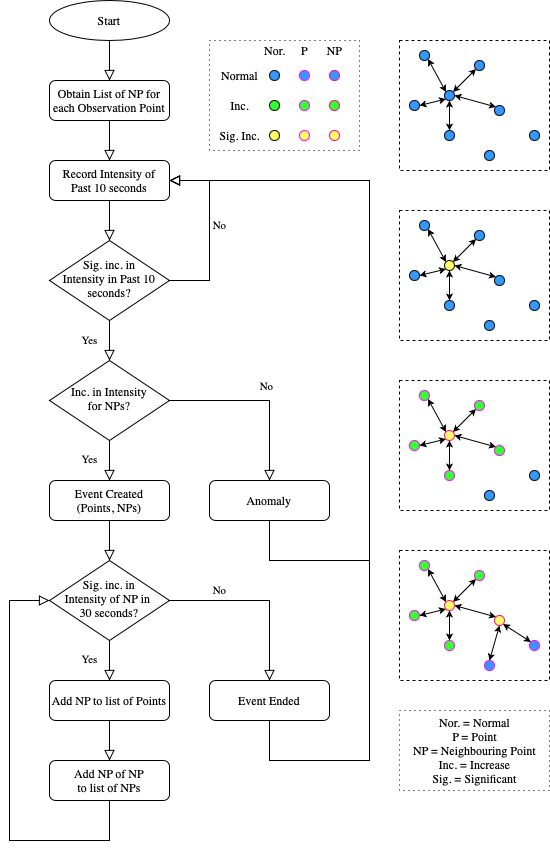 Start
Obtain List of NP for
each Observation Point
Record Intensity of
Past 10 seconds
No
Sig. inc. in
Intensity in Past 10
seconds?
Yes
Inc. in Intensity
for NPs?
No
Yes
Event Created
(Points, NPs)
Anomaly
Sig. inc. in
Intensity of NP in
30 seconds?
No
Yes
Add NP to list of Points
Event Ended
Add NP of NP
to list of NPs
Nor. P NP
Normal
Inc.
Sig. Inc.
Nor. = Normal
P = Point
NP = Neighbouring Point
Inc. = Increase
Sig. = Significant